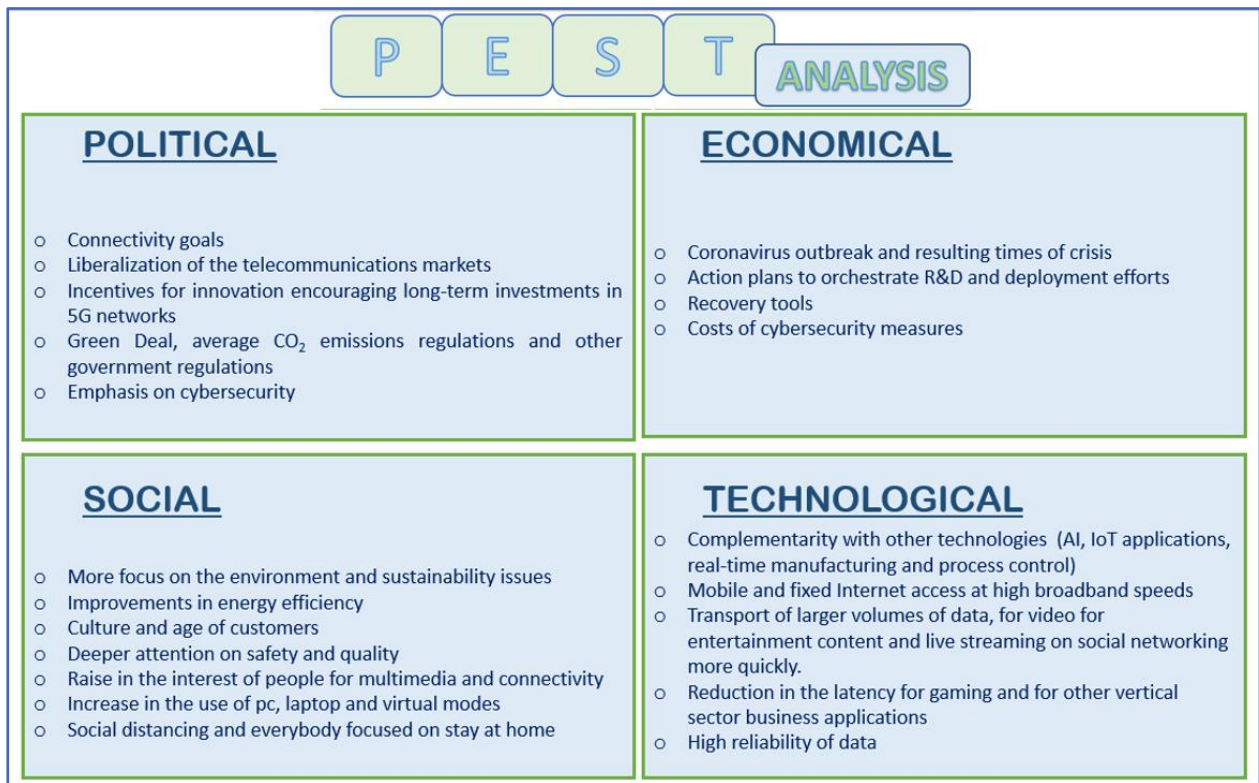 P E S T ANALYSIS
POLITICAL
o Connectivity goals
o Liberalization of the telecommunications markets
o Incentives for innovation encouraging long-term investments in
5G networks
o Green Deal, average CO₂ emissions regulations and other
government regulations
o Emphasis on cybersecurity
ECONOMICAL
o Coronavirus outbreak and resulting times of crisis
o Action plans to orchestrate R&D and deployment efforts
o Recovery tools
o Costs of cybersecurity measures
SOCIAL
o More focus on the environment and sustainability issues
o Improvements in energy efficiency
o Culture and age of customers
o Deeper attention on safety and quality
o Raise in the interest of people for multimedia and connectivity
o Increase in the use of pc, laptop and virtual modes
o Social distancing and everybody focused on stay at home
TECHNOLOGICAL
o Complementarity with other technologies (AI, IoT applications,
real-time manufacturing and process control)
o Mobile and fixed Internet access at high broadband speeds
o Transport of larger volumes of data, for video for
entertainment content and live streaming on social networking
more quickly.
o Reduction in the latency for gaming and for other vertical
sector business applications
o High reliability of data